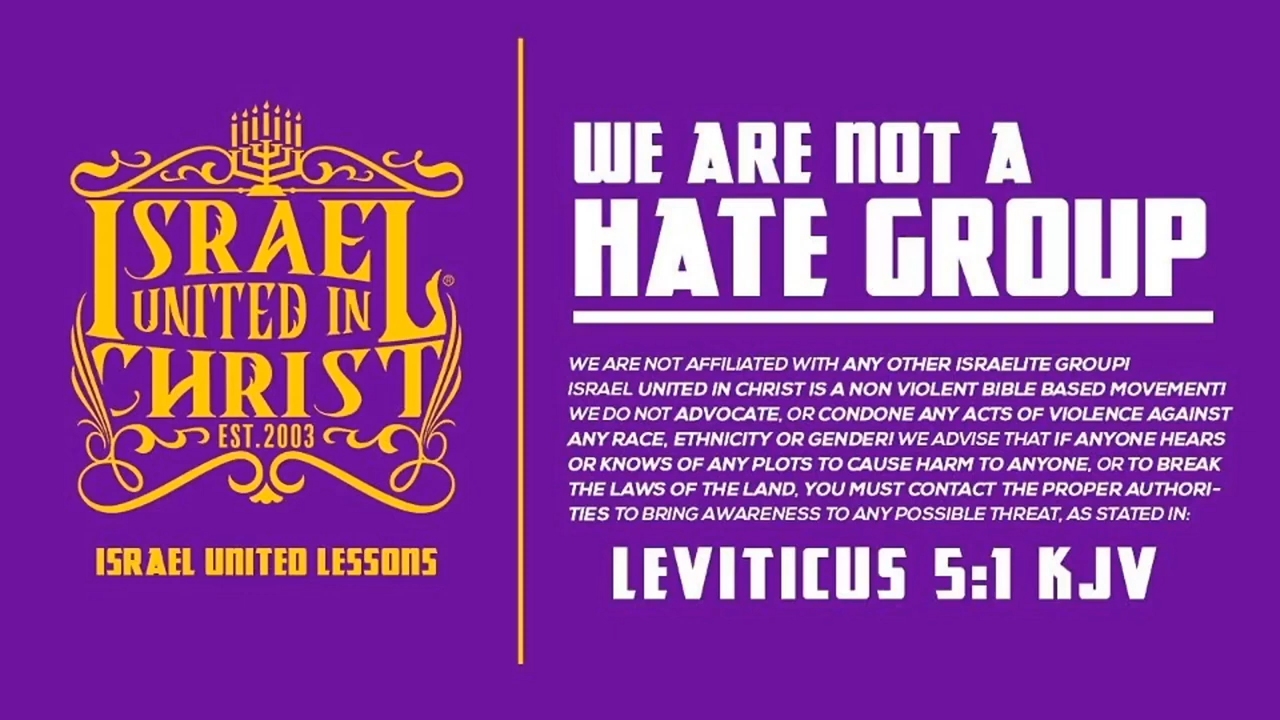 ISRAEL
UNITED IN
CHRIST
®
EST.2003
ISRAEL UNITED LESSONS
WE ARE NOT A
HATE GROUP
WE ARE NOT AFFILIATED WITH ANY OTHER ISRAELITE GROUP!
ISRAEL UNITED IN CHRIST IS A NON VIOLENT BIBLE BASED MOVEMENT!
WE DO NOT ADVOCATE, OR CONDONE ANY ACTS OF VIOLENCE AGAINST
ANY RACE, ETHNICITY OR GENDER! WE ADVISE THAT IF ANYONE HEARS
OR KNOWS OF ANY PLOTS TO CAUSE HARM TO ANYONE, OR TO BREAK
THE LAWS OF THE LAND, YOU MUST CONTACT THE PROPER AUTHORI-
TIES TO BRING AWARENESS TO ANY POSSIBLE THREAT, AS STATED IN:
LEVITICUS 5:1 KJV